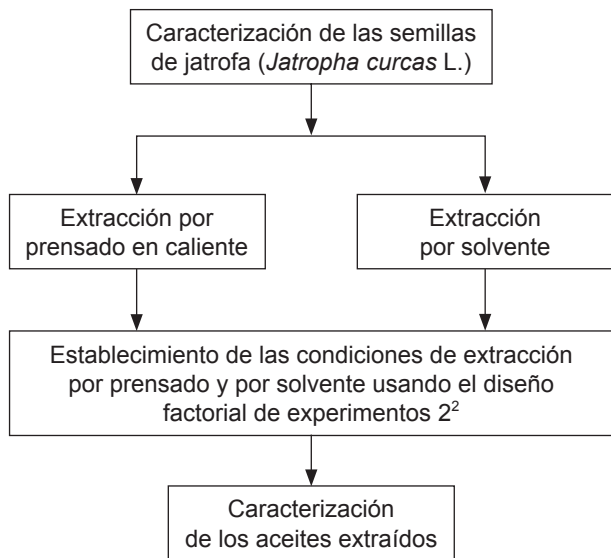 Caracterización de las semillas
de jatrofa (Jatropha curcas L.)
Extracción por
prensado en caliente
Extracción
por solvente
Establecimiento de las condiciones de extracción
por prensado y por solvente usando el diseño
factorial de experimentos 2²
Caracterización
de los aceites extraídos